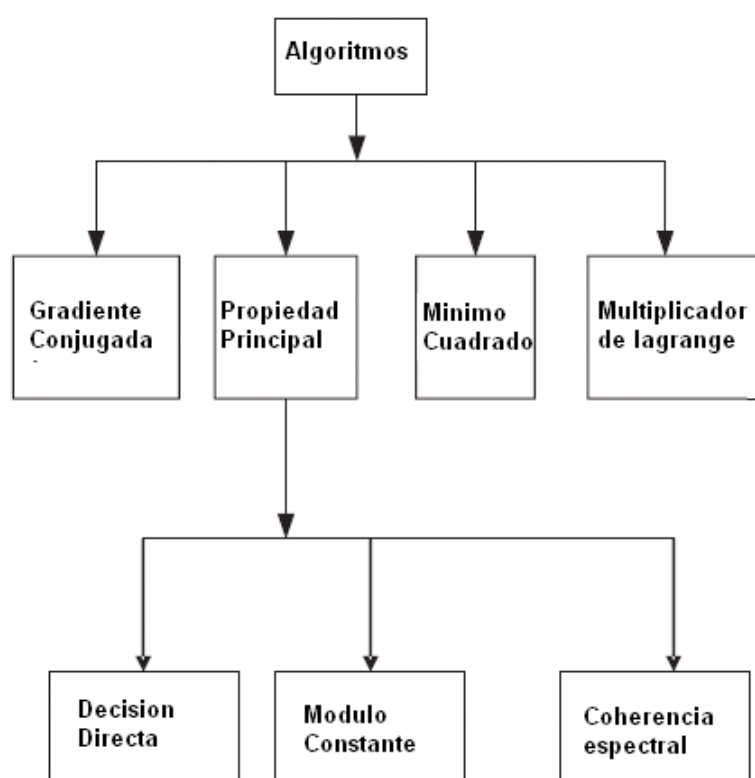 Algoritmos
Gradiente
Conjugada
Propiedad
Principal
Minimo
Cuadrado
Multiplicador
de lagrange
Decision
Directa
Modulo
Constante
Coherencia
espectral